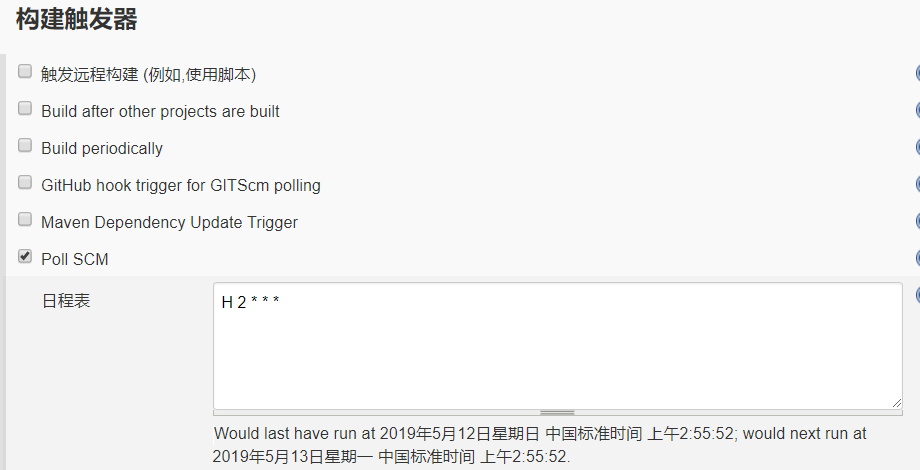 构建触发器
触发远程构建 (例如,使用脚本)
Build after other projects are built
Build periodically
GitHub hook trigger for GITScm polling
Maven Dependency Update Trigger
Poll SCM
日程表
H 2 * * *
Would last have run at 2019年5月12日星期日 中国标准时间 上午2:55:52; would next run at
2019年5月13日星期一 中国标准时间 上午2:55:52.